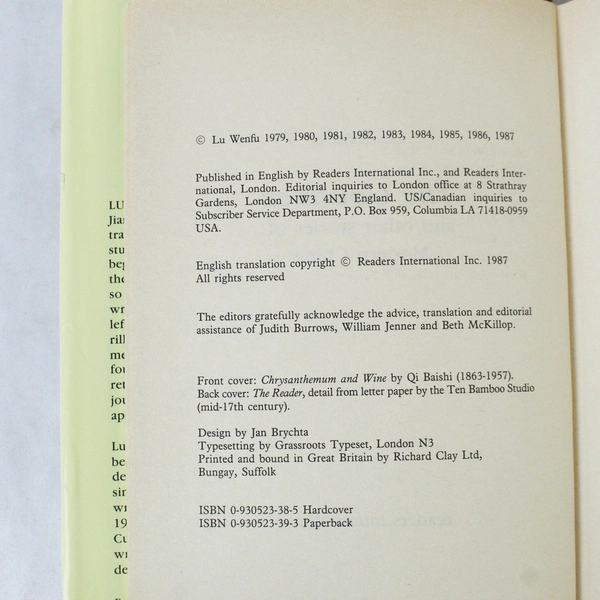 © Lu Wenfu 1979, 1980, 1981, 1982, 1983, 1984, 1985, 1986, 1987
Published in English by Readers International Inc., and Readers Inter-
national, London. Editorial inquiries to London office at 8 Strathray
Gardens, London NW3 4NY England. US/Canadian inquiries to
Subscriber Service Department, P.O. Box 959, Columbia LA 71418-0959
USA.
English translation copyright © Readers International Inc. 1987
All rights reserved
The editors gratefully acknowledge the advice, translation and editorial
assistance of Judith Burrows, William Jenner and Beth McKillop.
Front cover: Chrysanthemum and Wine by Qi Baishi (1863-1957).
Back cover: The Reader, detail from letter paper by the Ten Bamboo Studio
(mid-17th century).
Design by Jan Brychta
Typesetting by Grassroots Typeset, London N3
Printed and bound in Great Britain by Richard Clay Ltd,
Bungay, Suffolk
ISBN 0-930523-38-5 Hardcover
ISBN 0-930523-39-3 Paperback